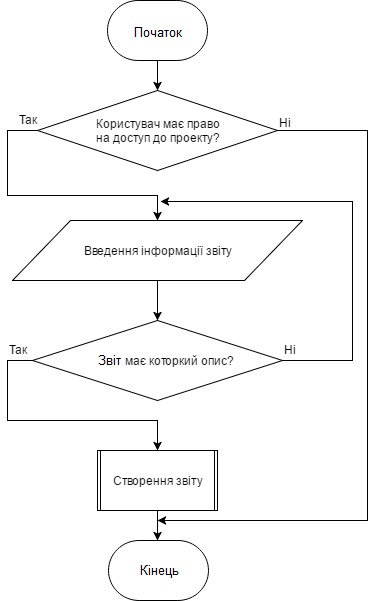 Початок
Так
Ні
Користувач має право
на доступ до проекту?
Введення інформації звіту
Так
Ні
Звіт має которкий опис?
Створення звіту
Кінець